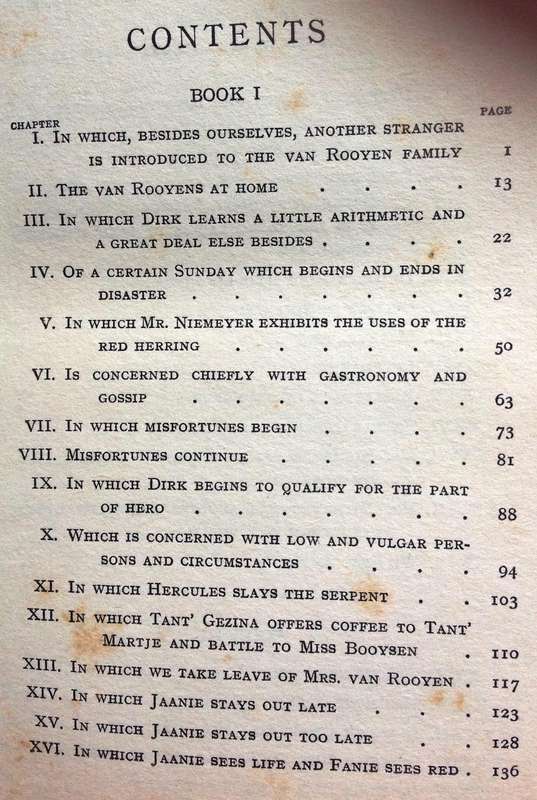 CONTENTS
BOOK I
CHAPTER PAGE
I. In which, besides ourselves, another stranger
is introduced to the van Rooyen family 1
II. The van Rooyens at home . . . . 13
III. In which Dirk learns a little arithmetic and
a great deal else besides . . . . 22
IV. Of a certain Sunday which begins and ends in
disaster . . . . . . . 32
V. In which Mr. Niemeyer exhibits the uses of the
red herring . . . . . . 50
VI. Is concerned chiefly with gastronomy and
gossip . . . . . . . 63
VII. In which misfortunes begin . . . . 73
VIII. Misfortunes continue . . . . . 81
IX. In which Dirk begins to qualify for the part
of hero . . . . . . . 88
X. Which is concerned with low and vulgar per-
sons and circumstances . . . . 94
XI. In which Hercules slays the serpent . . 103
XII. In which Tant' Gezina offers coffee to Tant'
Martje and battle to Miss Booysen . 110
XIII. In which we take leave of Mrs. van Rooyen . 117
XIV. In which Jaanie stays out late . . . 123
XV. In which Jaanie stays out too late . . 128
XVI. In which Jaanie sees life and Fanie sees red . 136